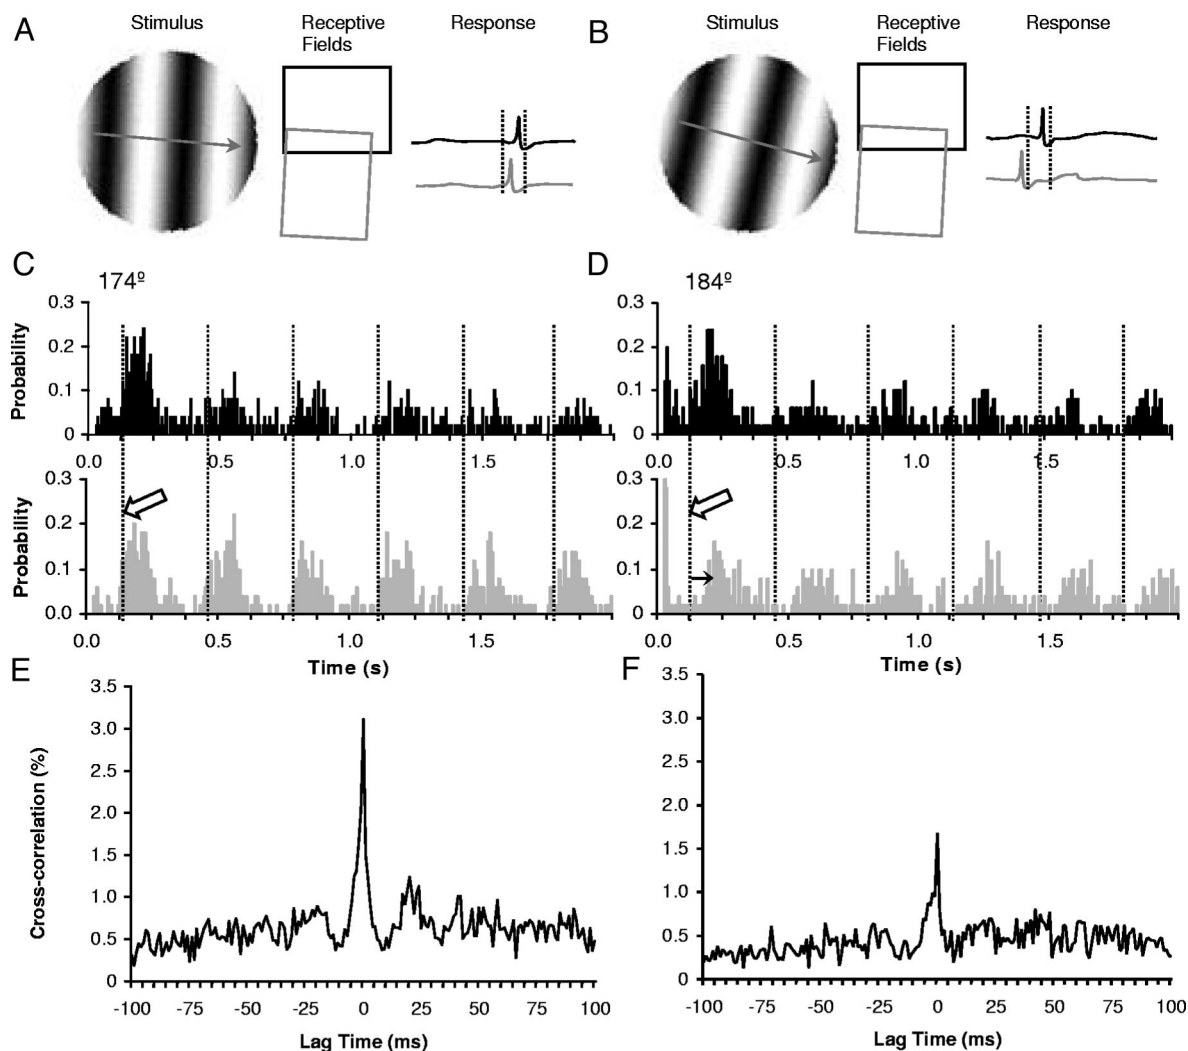 A
Stimulus
Receptive
Fields
Response
B
Stimulus
Receptive
Fields
Response
C
174º
Probability
0.3
0.2
0.1
0
0.0
0.5
1.0
1.5
Probability
0.3
0.2
0.1
0.0
0.0
0.5
1.0
1.5
Time (s)
D
184º
0.3
0.2
0.1
0
0.0
0.5
1.0
1.5
0.3
0.2
0.1
0.0
0.0
0.5
1.0
1.5
Time (s)
E
Cross-correlation (%)
3.5
3.0
2.5
2.0
1.5
1.0
0.5
0
-100
-75
-50
-25
0
25
50
75
100
Lag Time (ms)
F
3.5
3.0
2.5
2.0
1.5
1.0
0.5
0
-100
-75
-50
-25
0
25
50
75
100
Lag Time (ms)